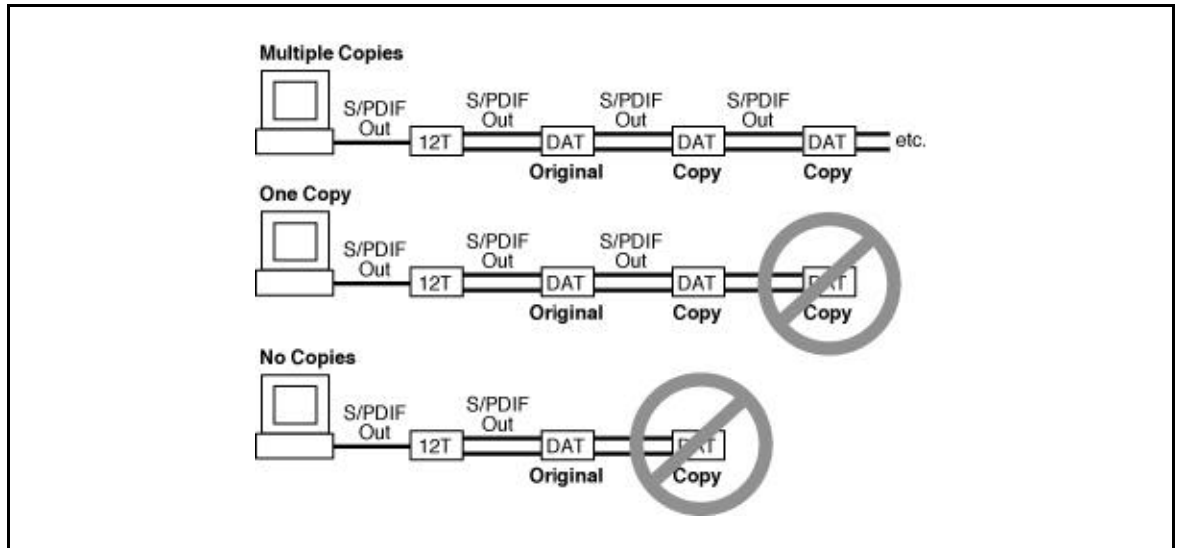 Multiple Copies
S/PDIF Out S/PDIF Out S/PDIF Out S/PDIF Out
12T DAT DAT DAT etc.
Original Copy Copy
One Copy
S/PDIF Out S/PDIF Out S/PDIF Out
12T DAT DAT DAT
Original Copy Copy
No Copies
S/PDIF Out S/PDIF Out
12T DAT DAT
Original Copy